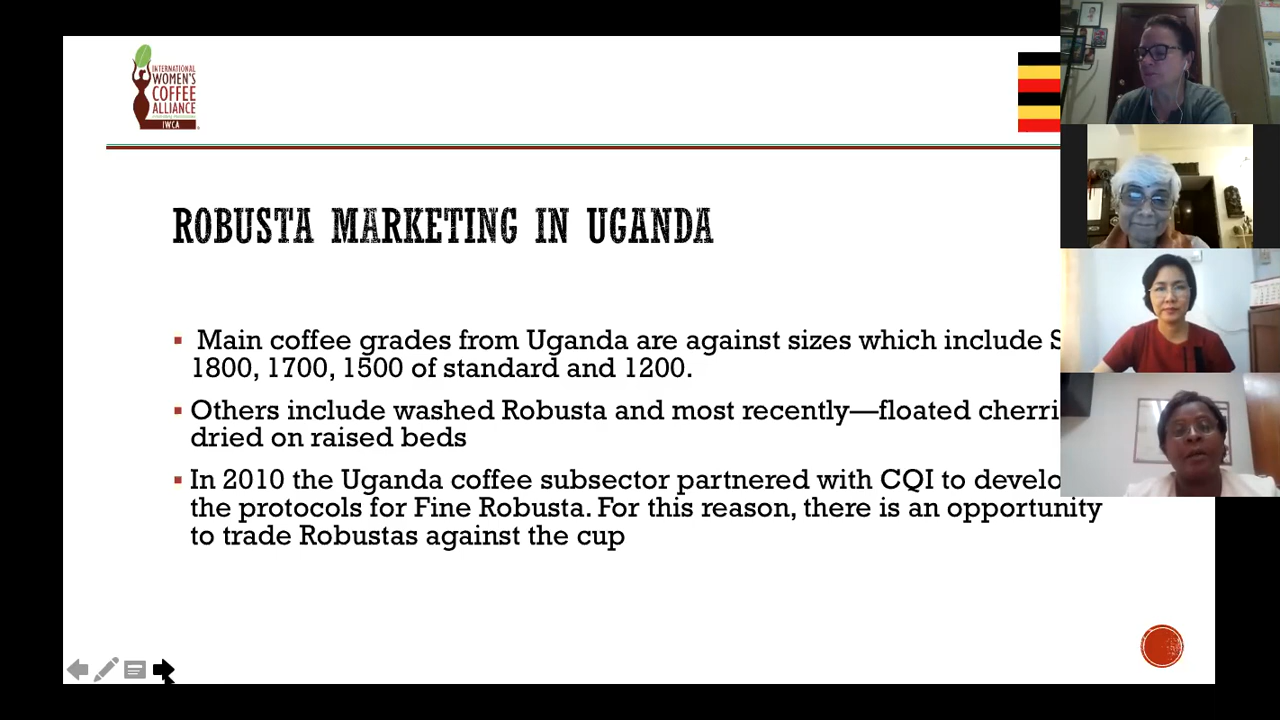 INTERNATIONAL
WOMEN'S
COFFEE
ALLIANCE
IWCA
ROBUSTA MARKETING IN UGANDA
Main coffee grades from Uganda are against sizes which include S
1800, 1700, 1500 of standard and 1200.
Others include washed Robusta and most recently—floated cherri
dried on raised beds
In 2010 the Uganda coffee subsector partnered with CQI to develo
the protocols for Fine Robusta. For this reason, there is an opportunity
to trade Robustas against the cup